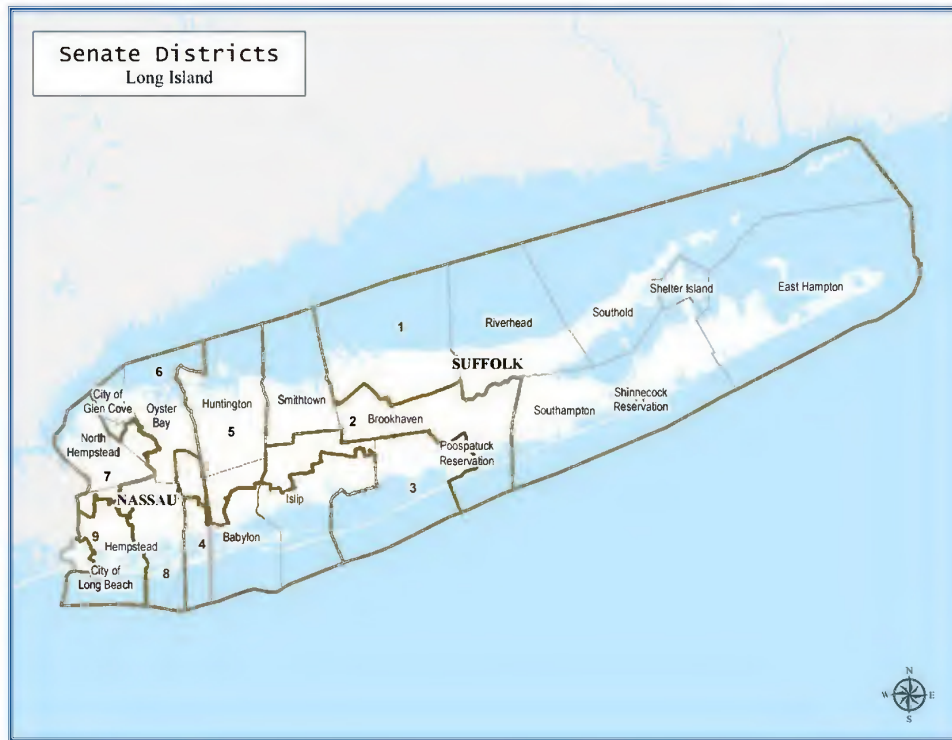 Senate Districts
Long Island
1
Riverhead
Southold
Shelter Island
East Hampton
SUFFOLK
6
City of
Glen Cove
Oyster
Bay
Huntington
Smithtown
5
2
Brookhaven
Southampton
Shinnecock
Reservation
North
Hempstead
Poospatuck
Reservation
7
NASSAU
3
Islip
9
Hempstead
4
Babylon
City of
Long Beach
8
N
W
E
S